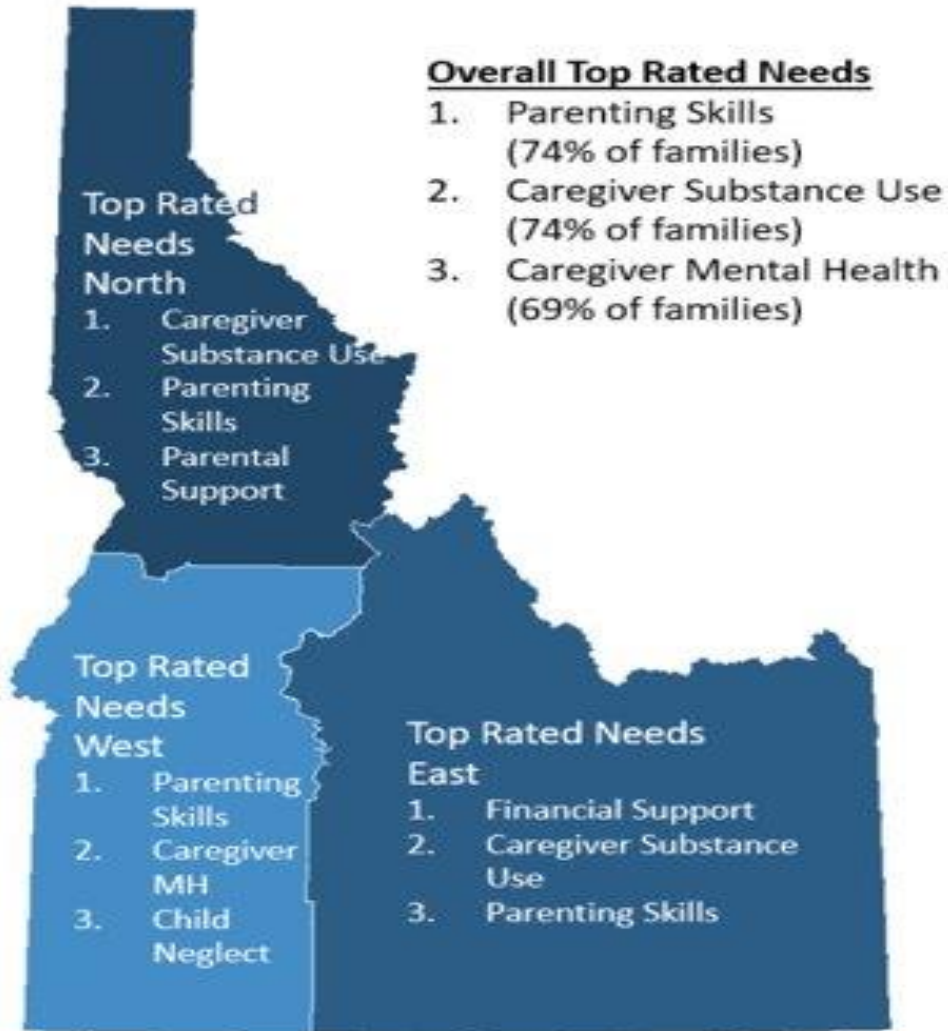 Overall Top Rated Needs
1. Parenting Skills
(74% of families)
2. Caregiver Substance Use
(74% of families)
3. Caregiver Mental Health
(69% of families)
Top Rated
Needs
North
1. Caregiver
Substance Use
2. Parenting
Skills
3. Parental
Support
Top Rated
Needs
West
1. Parenting
Skills
2. Caregiver
MH
3. Child
Neglect
Top Rated Needs
East
1. Financial Support
2. Caregiver Substance
Use
3. Parenting Skills